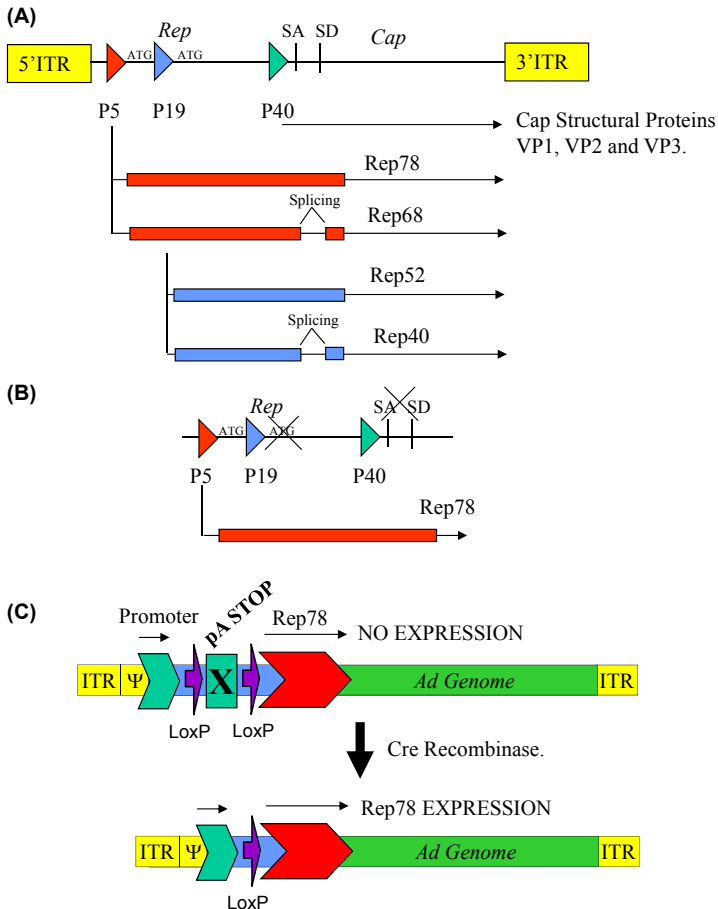 (A)
Rep SA SD Cap
5'ITR ATG ATG 3'ITR
P5 P19 P40 Cap Structural Proteins
VP1, VP2 and VP3.
Rep78
Splicing Rep68
Rep52
Splicing Rep40
(B)
Rep SA SD
ATG ATG
P5 P19 P40
Rep78
(C)
Promoter pA STOP Rep78 NO EXPRESSION
ITR Ψ X Ad Genome ITR
LoxP LoxP
Cre Recombinase.
Rep78 EXPRESSION
ITR Ψ Ad Genome ITR
LoxP